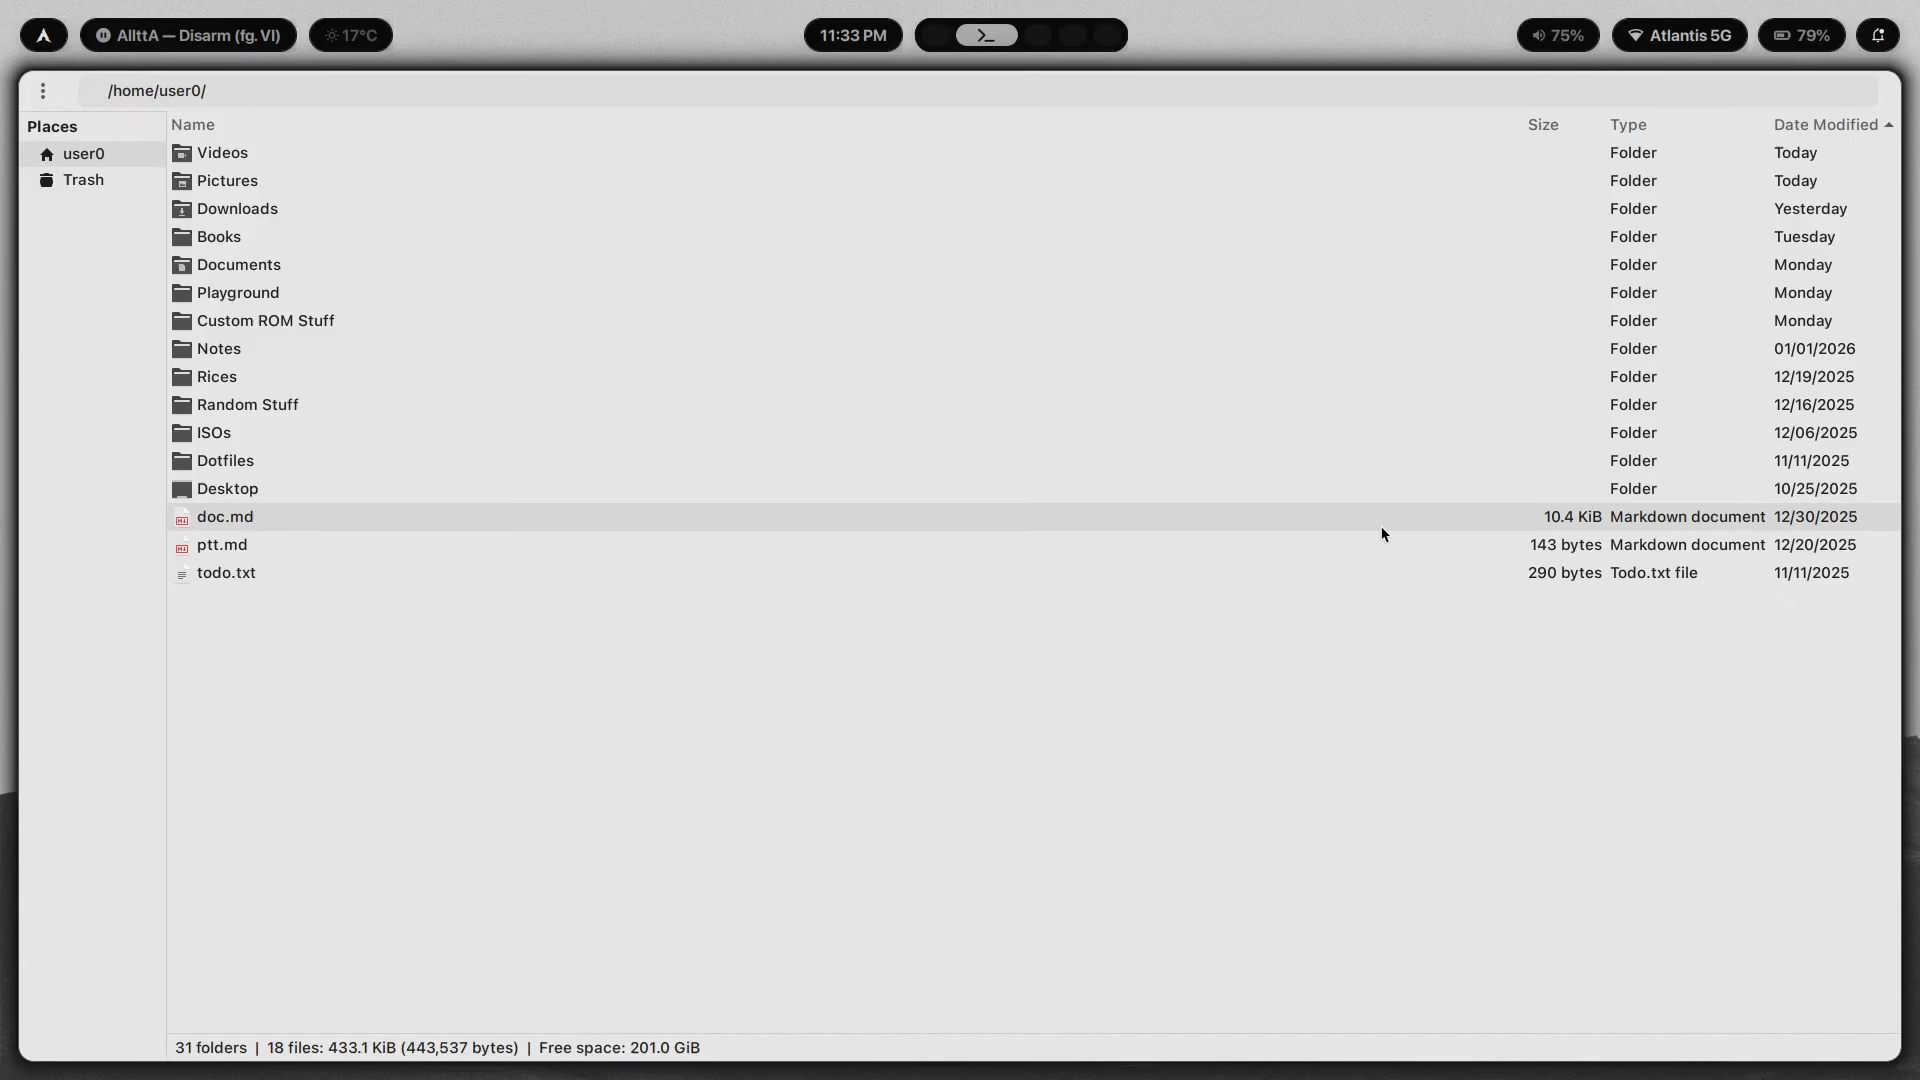 AllttA — Disarm (fg. VI)
17°C
11:33 PM
>_
75%
Atlantis 5G
79%
/home/user0/
Places
user0
Trash
Name Size Type Date Modified
Videos Folder Today
Pictures Folder Today
Downloads Folder Yesterday
Books Folder Tuesday
Documents Folder Monday
Playground Folder Monday
Custom ROM Stuff Folder Monday
Notes Folder 01/01/2026
Rices Folder 12/19/2025
Random Stuff Folder 12/16/2025
ISOs Folder 12/06/2025
Dotfiles Folder 11/11/2025
Desktop Folder 10/25/2025
doc.md 10.4 KiB Markdown document 12/30/2025
ptt.md 143 bytes Markdown document 12/20/2025
todo.txt 290 bytes Todo.txt file 11/11/2025
31 folders | 18 files: 433.1 KiB (443,537 bytes) | Free space: 201.0 GiB